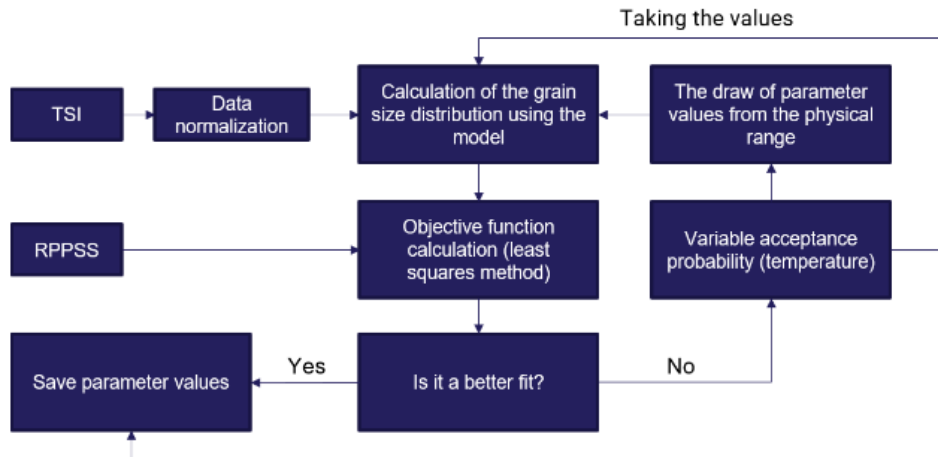 Taking the values
TSI
Data
normalization
Calculation of the grain
size distribution using the
model
The draw of parameter
values from the physical
range
RPPSS
Objective function
calculation (least
squares method)
Variable acceptance
probability (temperature)
Save parameter values
Yes
Is it a better fit?
No